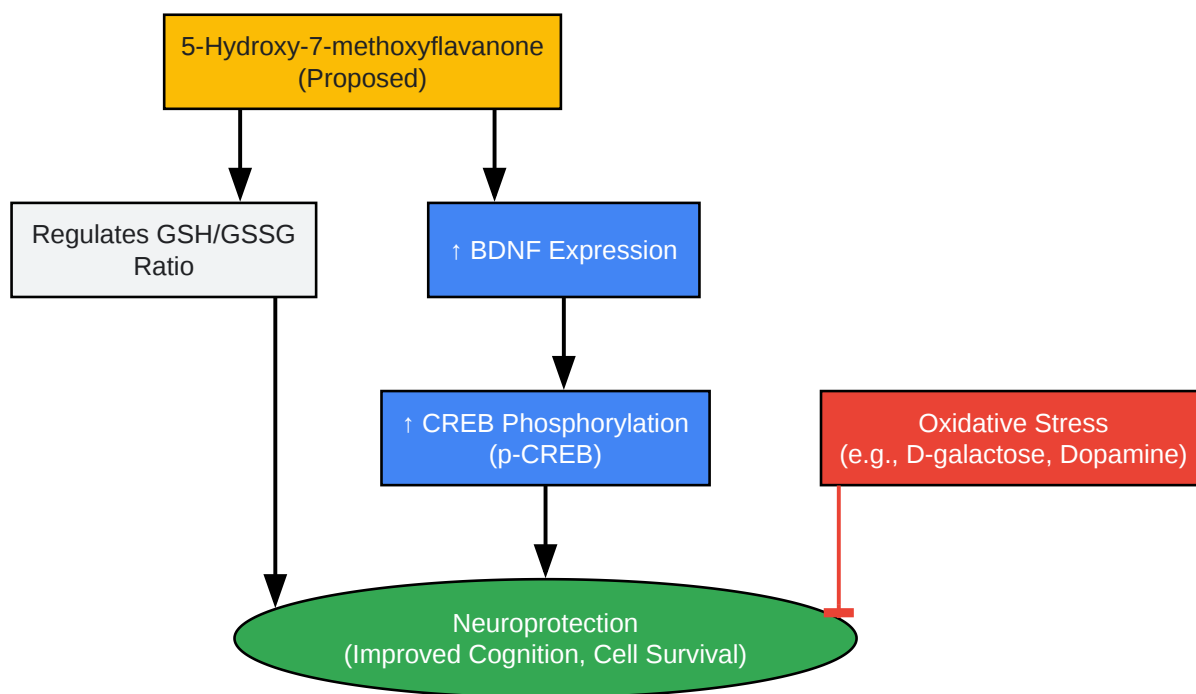 5-Hydroxy-7-methoxyflavanone
(Proposed)
Regulates GSH/GSSG
Ratio
↑ BDNF Expression
↑ CREB Phosphorylation
(p-CREB)
Oxidative Stress
(e.g., D-galactose, Dopamine)
Neuroprotection
(Improved Cognition, Cell Survival)